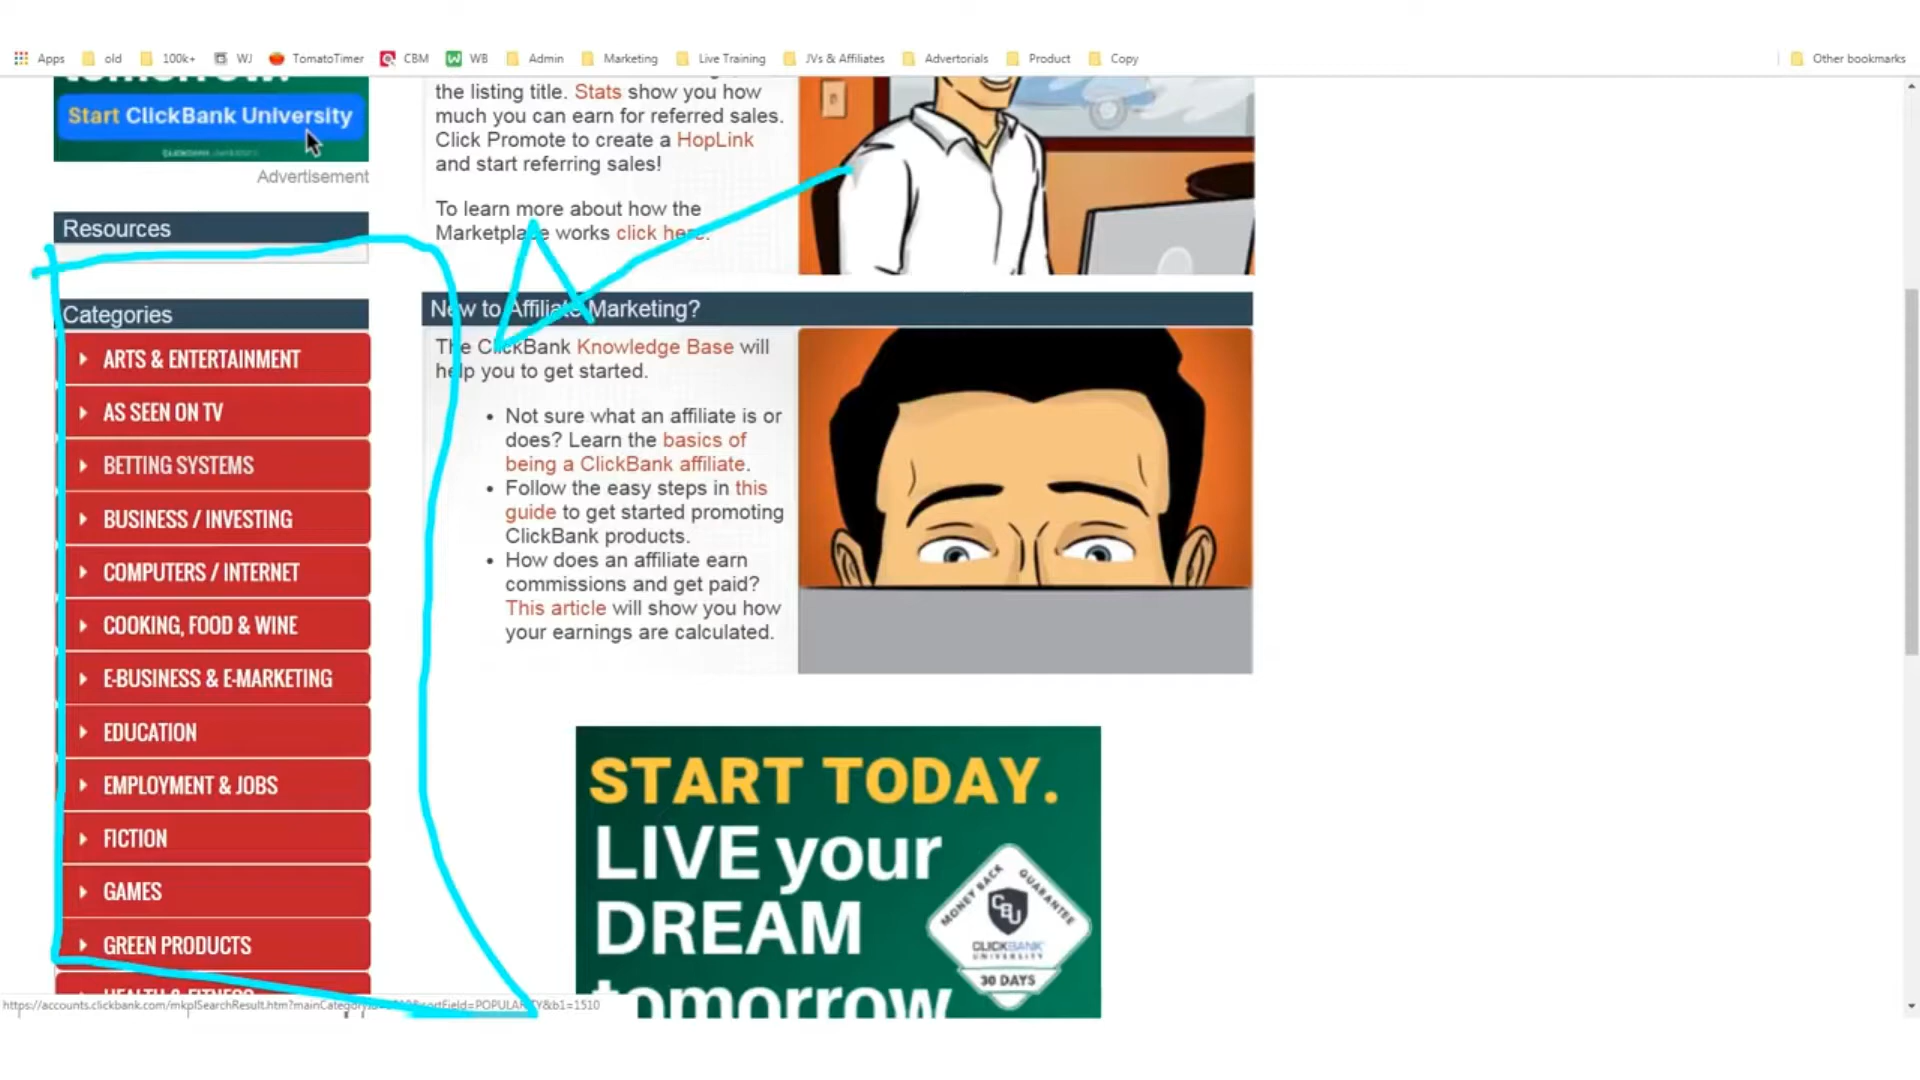 Apps old 100k+ WJ TomatoTimer CBM WB Admin Marketing Live Training JVs & Affiliates Advertorials Product Copy Other bookmarks
tomorrow.
Start ClickBank University
Advertisement
Resources
Categories
ARTS & ENTERTAINMENT
AS SEEN ON TV
BETTING SYSTEMS
BUSINESS / INVESTING
COMPUTERS / INTERNET
COOKING, FOOD & WINE
E-BUSINESS & E-MARKETING
EDUCATION
EMPLOYMENT & JOBS
FICTION
GAMES
GREEN PRODUCTS
HEALTH & FITNESS
the listing title. Stats show you how
much you can earn for referred sales.
Click Promote to create a HopLink
and start referring sales!
To learn more about how the
Marketplace works click here.
New to Affiliate Marketing?
The ClickBank Knowledge Base will
help you to get started.
• Not sure what an affiliate is or
does? Learn the basics of
being a ClickBank affiliate.
• Follow the easy steps in this
guide to get started promoting
ClickBank products.
• How does an affiliate earn
commissions and get paid?
This article will show you how
your earnings are calculated.
START TODAY.
LIVE your
DREAM
tomorrow
MONEY BACK GUARANTEE
CBU
CLICKBANK
UNIVERSITY
30 DAYS